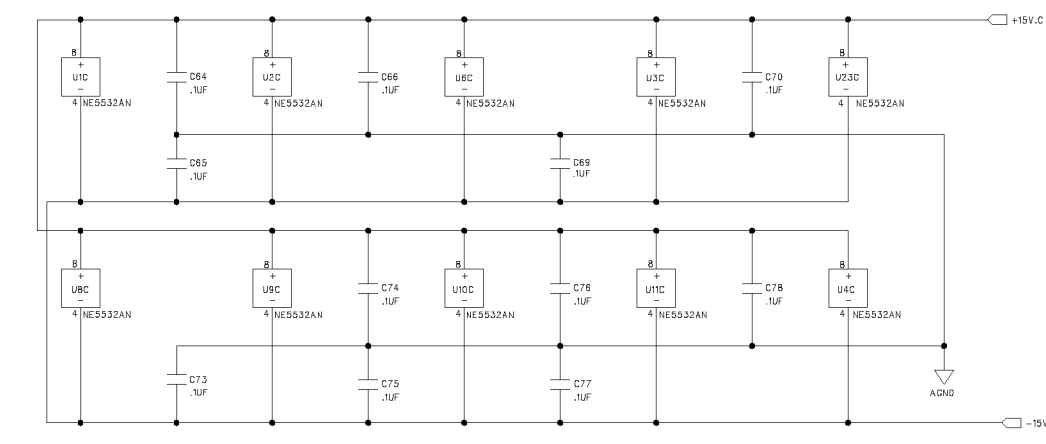 +15V.C
8
+
U1C
-
4 NE5532AN
C64
.1UF
8
+
U2C
-
4 NE5532AN
C66
.1UF
8
+
U6C
-
4 NE5532AN
8
+
U3C
-
4 NE5532AN
C70
.1UF
8
+
U23C
-
4 NE5532AN
C65
.1UF
C69
.1UF
8
+
U8C
-
4 NE5532AN
8
+
U9C
-
4 NE5532AN
C74
.1UF
8
+
U10C
-
4 NE5532AN
C76
.1UF
8
+
U11C
-
4 NE5532AN
C78
.1UF
8
+
U4C
-
4 NE5532AN
C73
.1UF
C75
.1UF
C77
.1UF
AGND
-15V